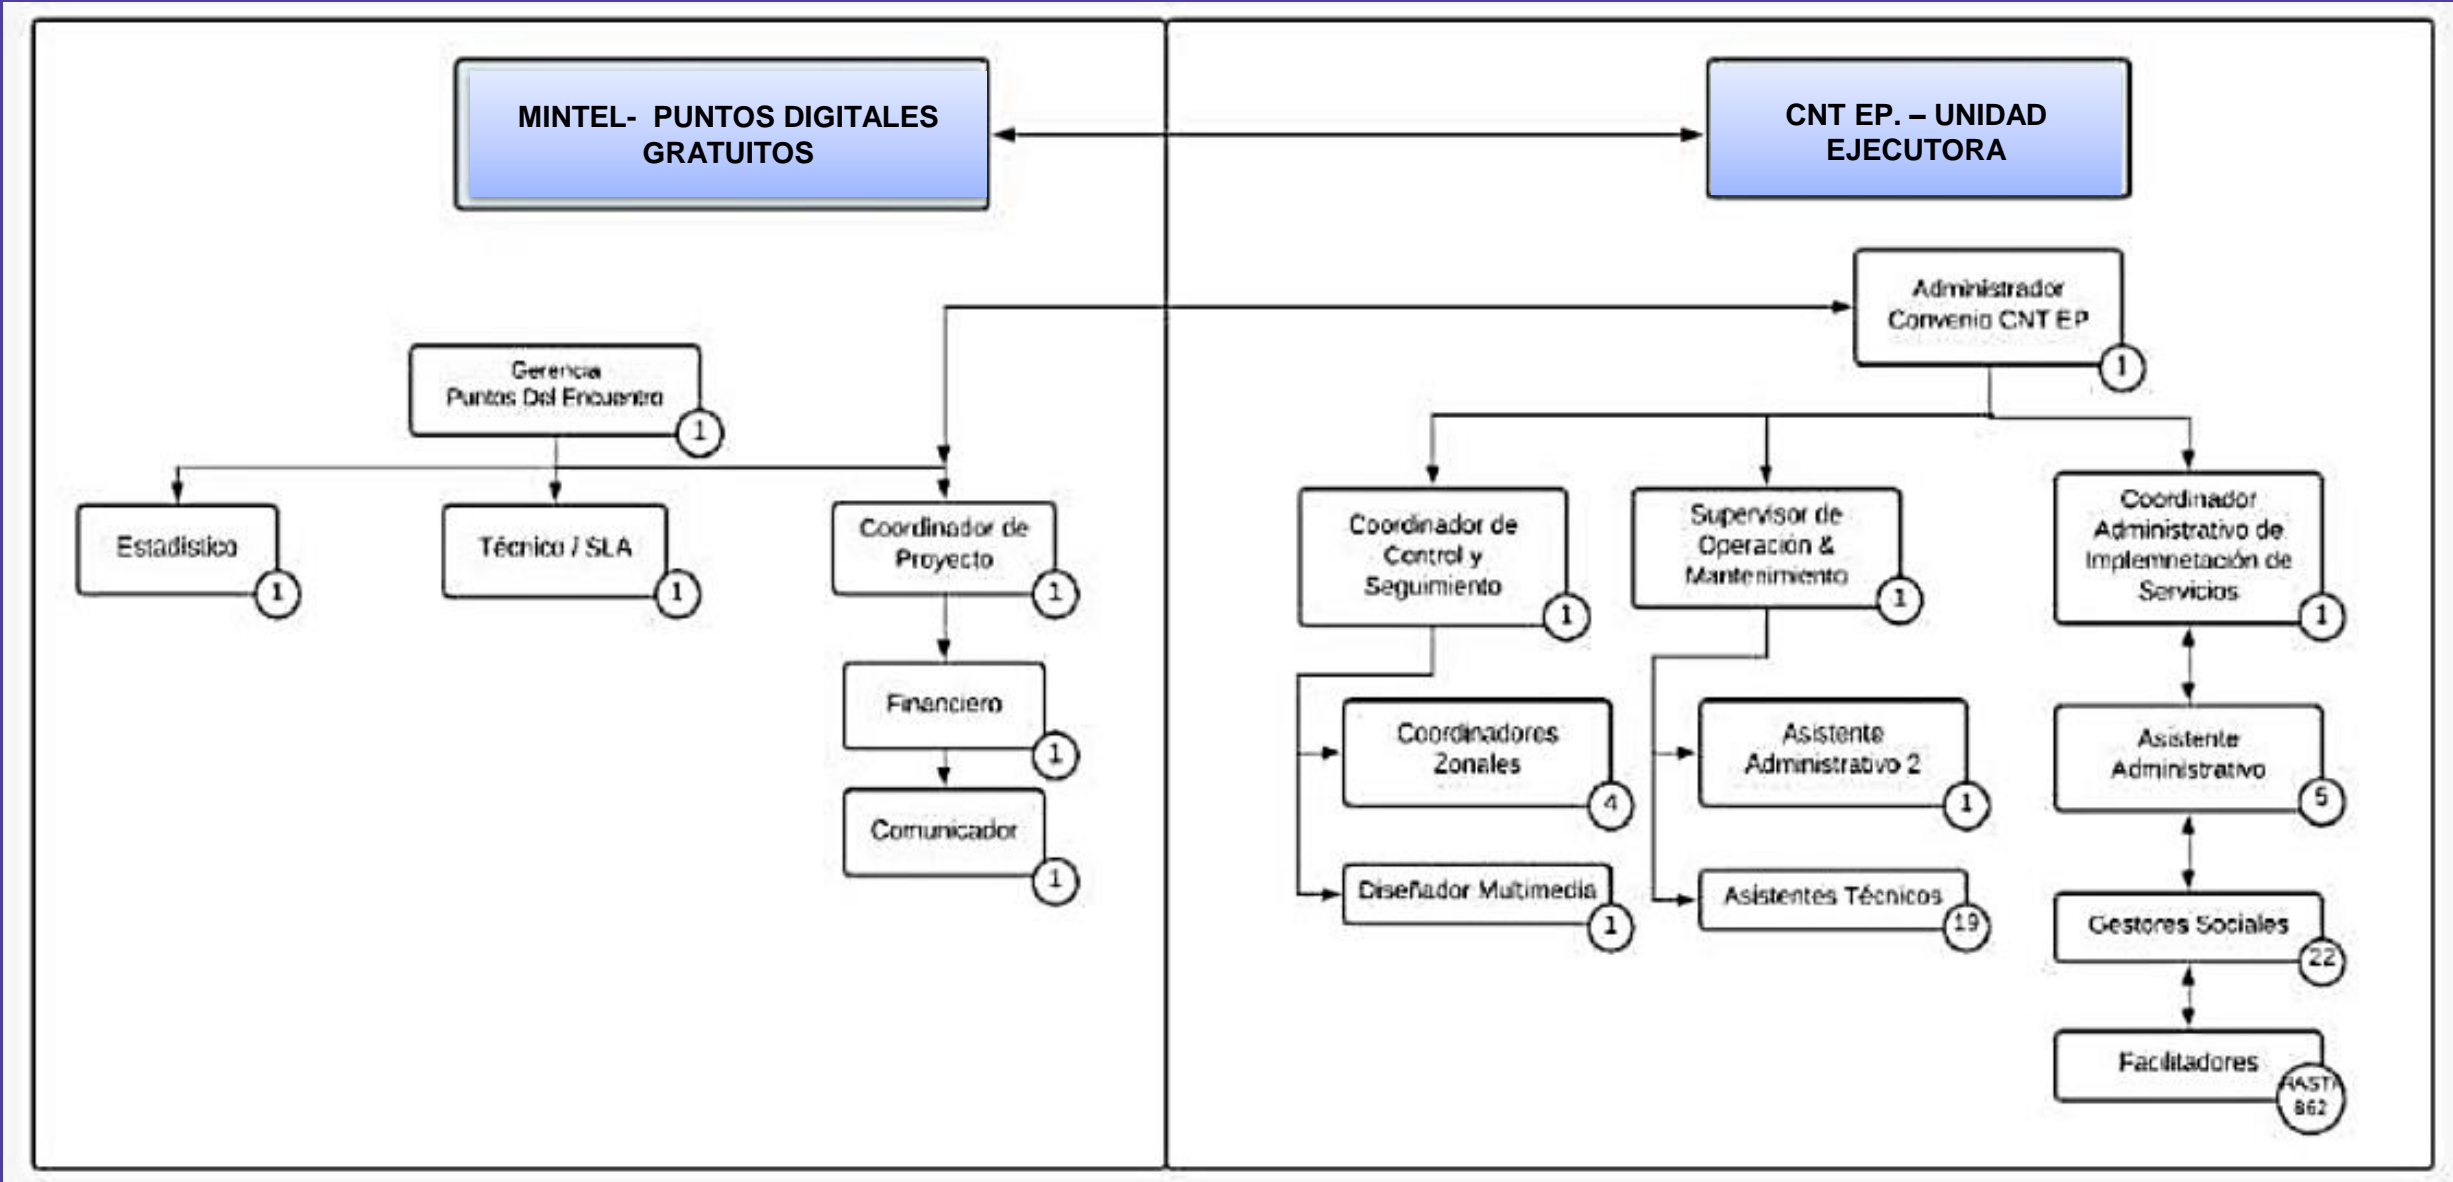 MINTEL- PUNTOS DIGITALES
GRATUITOS
CNT EP. – UNIDAD
EJECUTORA
Gerencia
Puntos Del Encuentro
1
Estadístico
1
Técnico / SLA
1
Coordinador de
Proyecto
1
Financiero
1
Comunicador
1
Administrador
Convenio CNT EP
1
Coordinador de
Control y
Seguimiento
1
Supervisor de
Operación &
Mantenimiento
1
Coordinador
Administrativo de
Implemnetación de
Servicios
1
Coordinadores
Zonales
4
Asistente
Administrativo 2
1
Asistente
Administrativo
5
Diseñador Multimedia
1
Asistentes Técnicos
19
Gestores Sociales
22
Facilitadores
HASTA
862